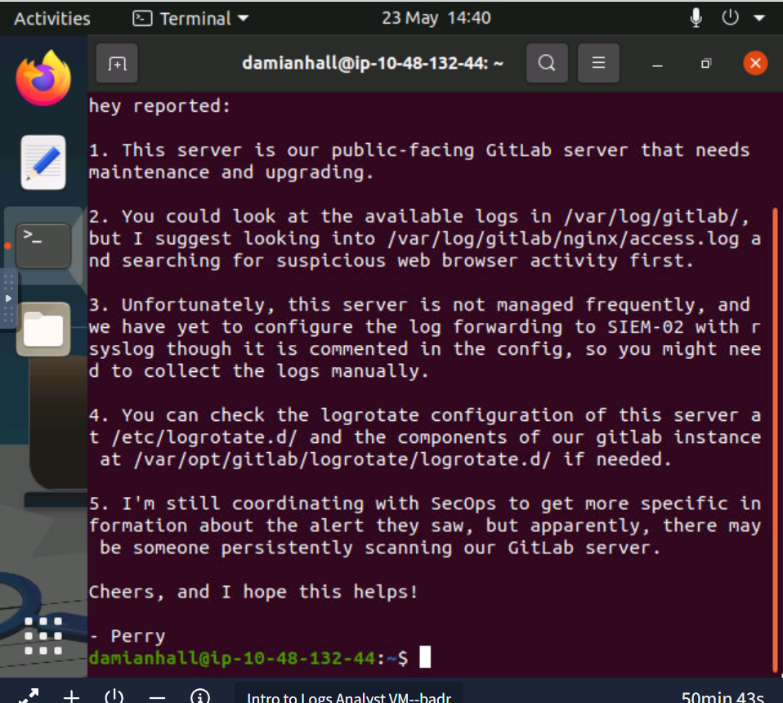 Activities
Terminal
23 May 14:40
damianhall@ip-10-48-132-44: ~
hey reported:
1. This server is our public-facing GitLab server that needs
maintenance and upgrading.
2. You could look at the available logs in /var/log/gitlab/,
but I suggest looking into /var/log/gitlab/nginx/access.log a
nd searching for suspicious web browser activity first.
3. Unfortunately, this server is not managed frequently, and
we have yet to configure the log forwarding to SIEM-02 with r
syslog though it is commented in the config, so you might nee
d to collect the logs manually.
4. You can check the logrotate configuration of this server a
t /etc/logrotate.d/ and the components of our gitlab instance
at /var/opt/gitlab/logrotate/logrotate.d/ if needed.
5. I'm still coordinating with SecOps to get more specific in
formation about the alert they saw, but apparently, there may
be someone persistently scanning our GitLab server.
Cheers, and I hope this helps!
- Perry
damianhall@ip-10-48-132-44:~$
Intro to Logs Analyst VM--badr
50min 43s